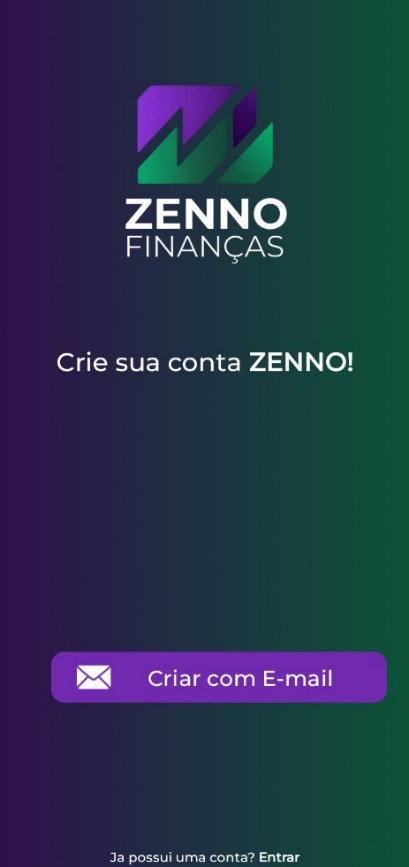 ZENNO
FINANÇAS
Crie sua conta ZENNO!
Criar com E-mail
Ja possui uma conta? Entrar